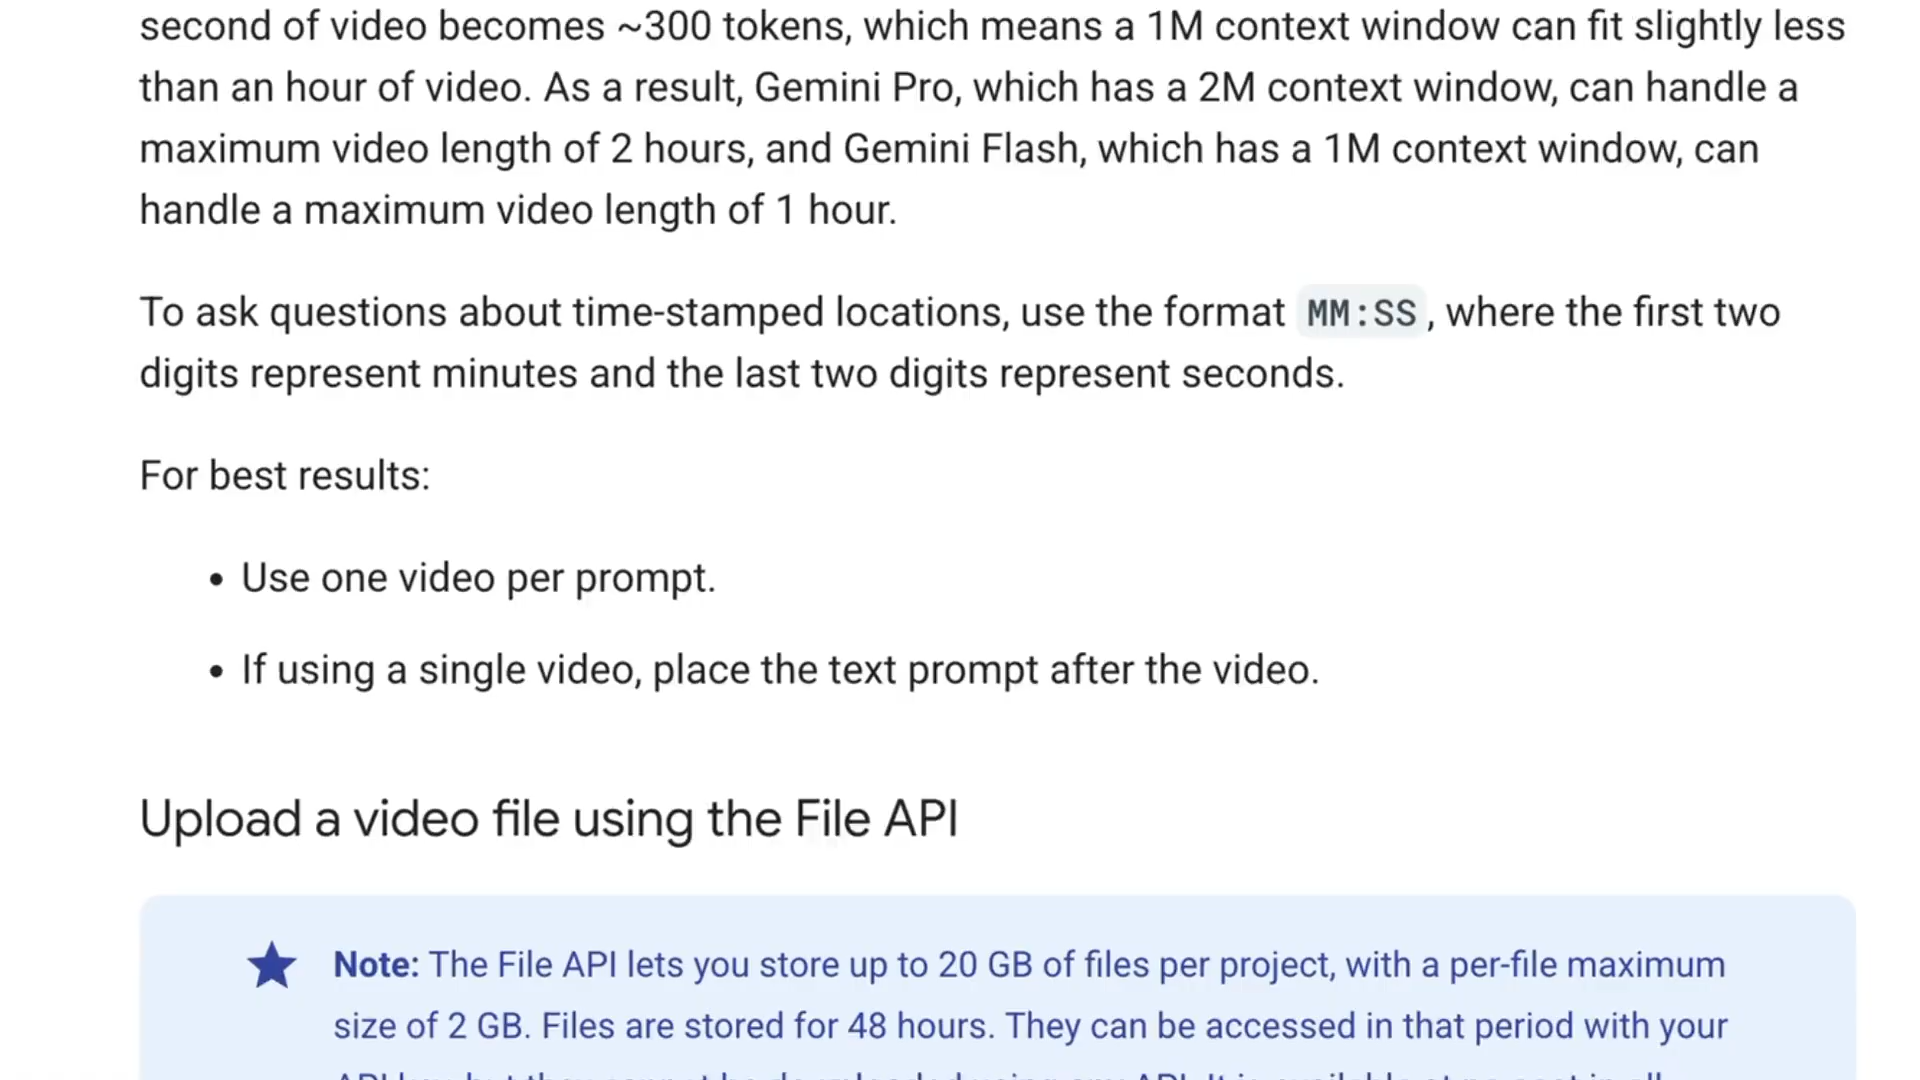 second of video becomes ~300 tokens, which means a 1M context window can fit slightly less
than an hour of video. As a result, Gemini Pro, which has a 2M context window, can handle a
maximum video length of 2 hours, and Gemini Flash, which has a 1M context window, can
handle a maximum video length of 1 hour.
To ask questions about time-stamped locations, use the format MM:SS, where the first two
digits represent minutes and the last two digits represent seconds.
For best results:
• Use one video per prompt.
• If using a single video, place the text prompt after the video.
Upload a video file using the File API
Note: The File API lets you store up to 20 GB of files per project, with a per-file maximum
size of 2 GB. Files are stored for 48 hours. They can be accessed in that period with your